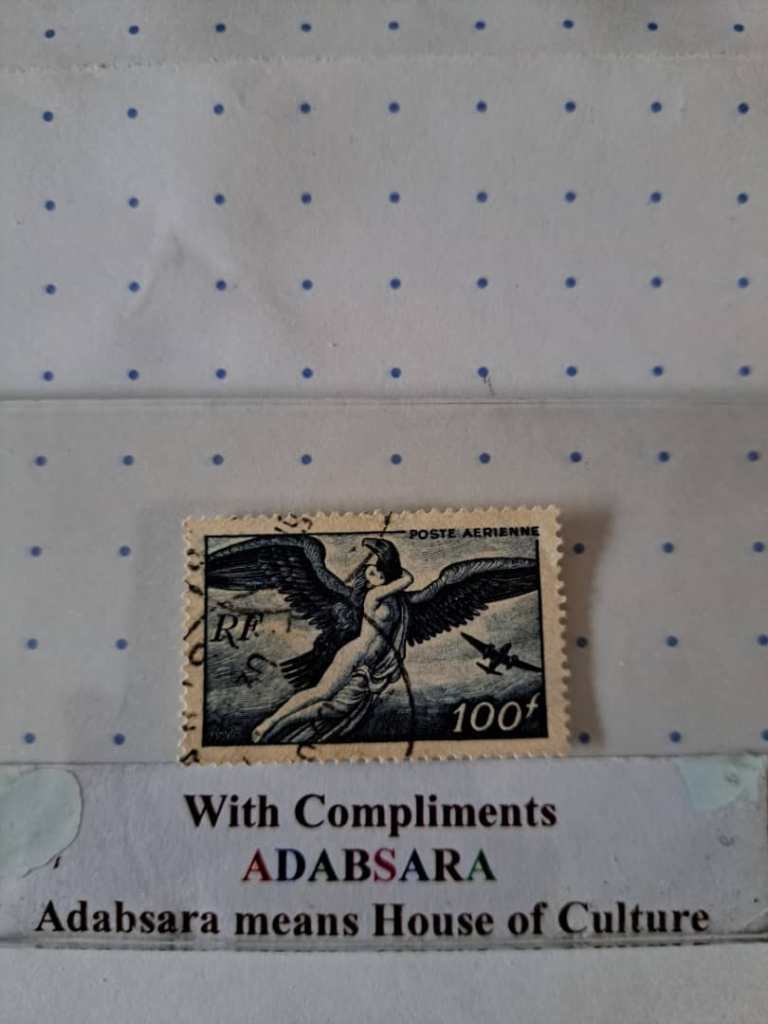 POSTE AERIENNE
RF
100f
With Compliments
ADABSARA
Adabsara means House of Culture